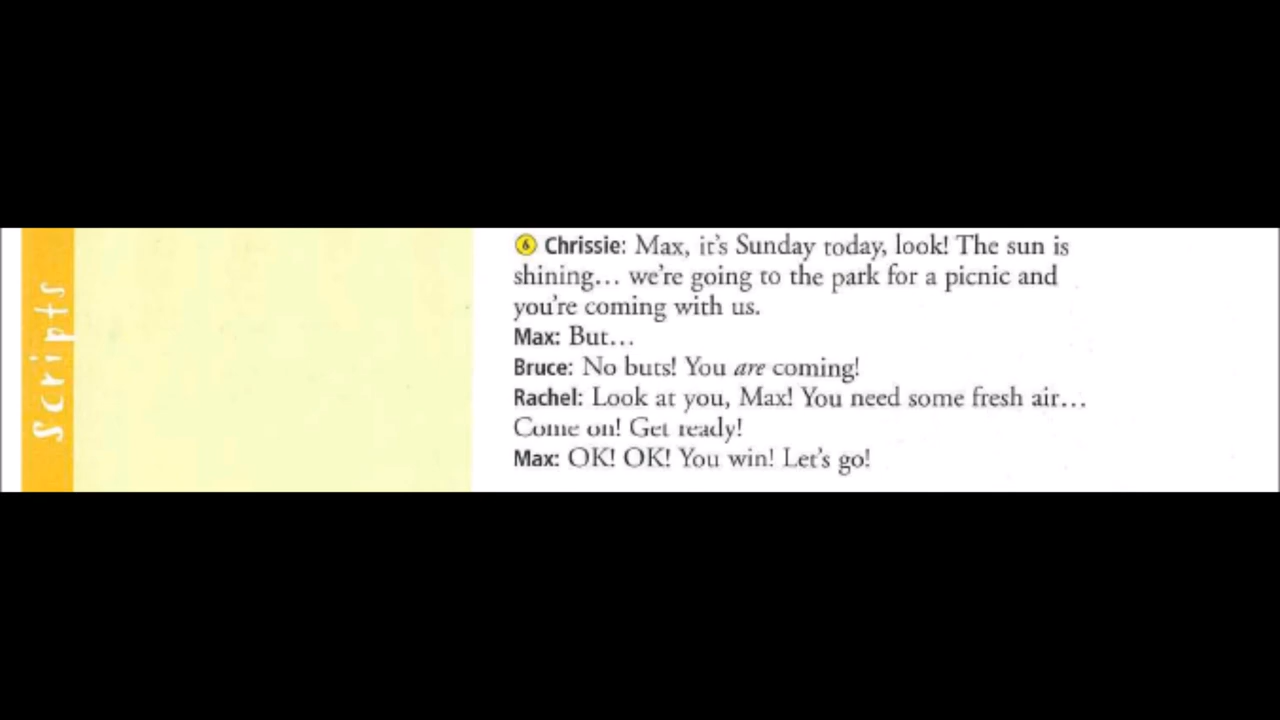 Scripts
6 Chrissie: Max, it's Sunday today, look! The sun is
shining... we're going to the park for a picnic and
you're coming with us.
Max: But...
Bruce: No buts! You are coming!
Rachel: Look at you, Max! You need some fresh air...
Come on! Get ready!
Max: OK! OK! You win! Let's go!